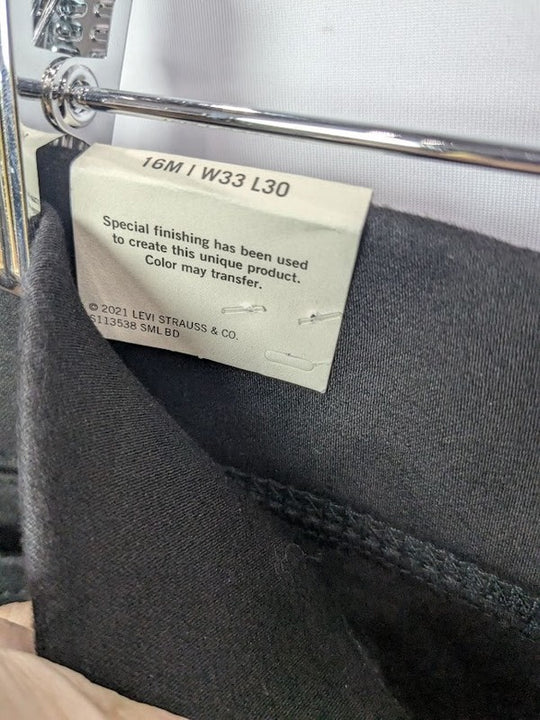 16M / W33 L30
Special finishing has been used
to create this unique product.
Color may transfer.
© 2021 LEVI STRAUSS & CO.
S113538 SML BD